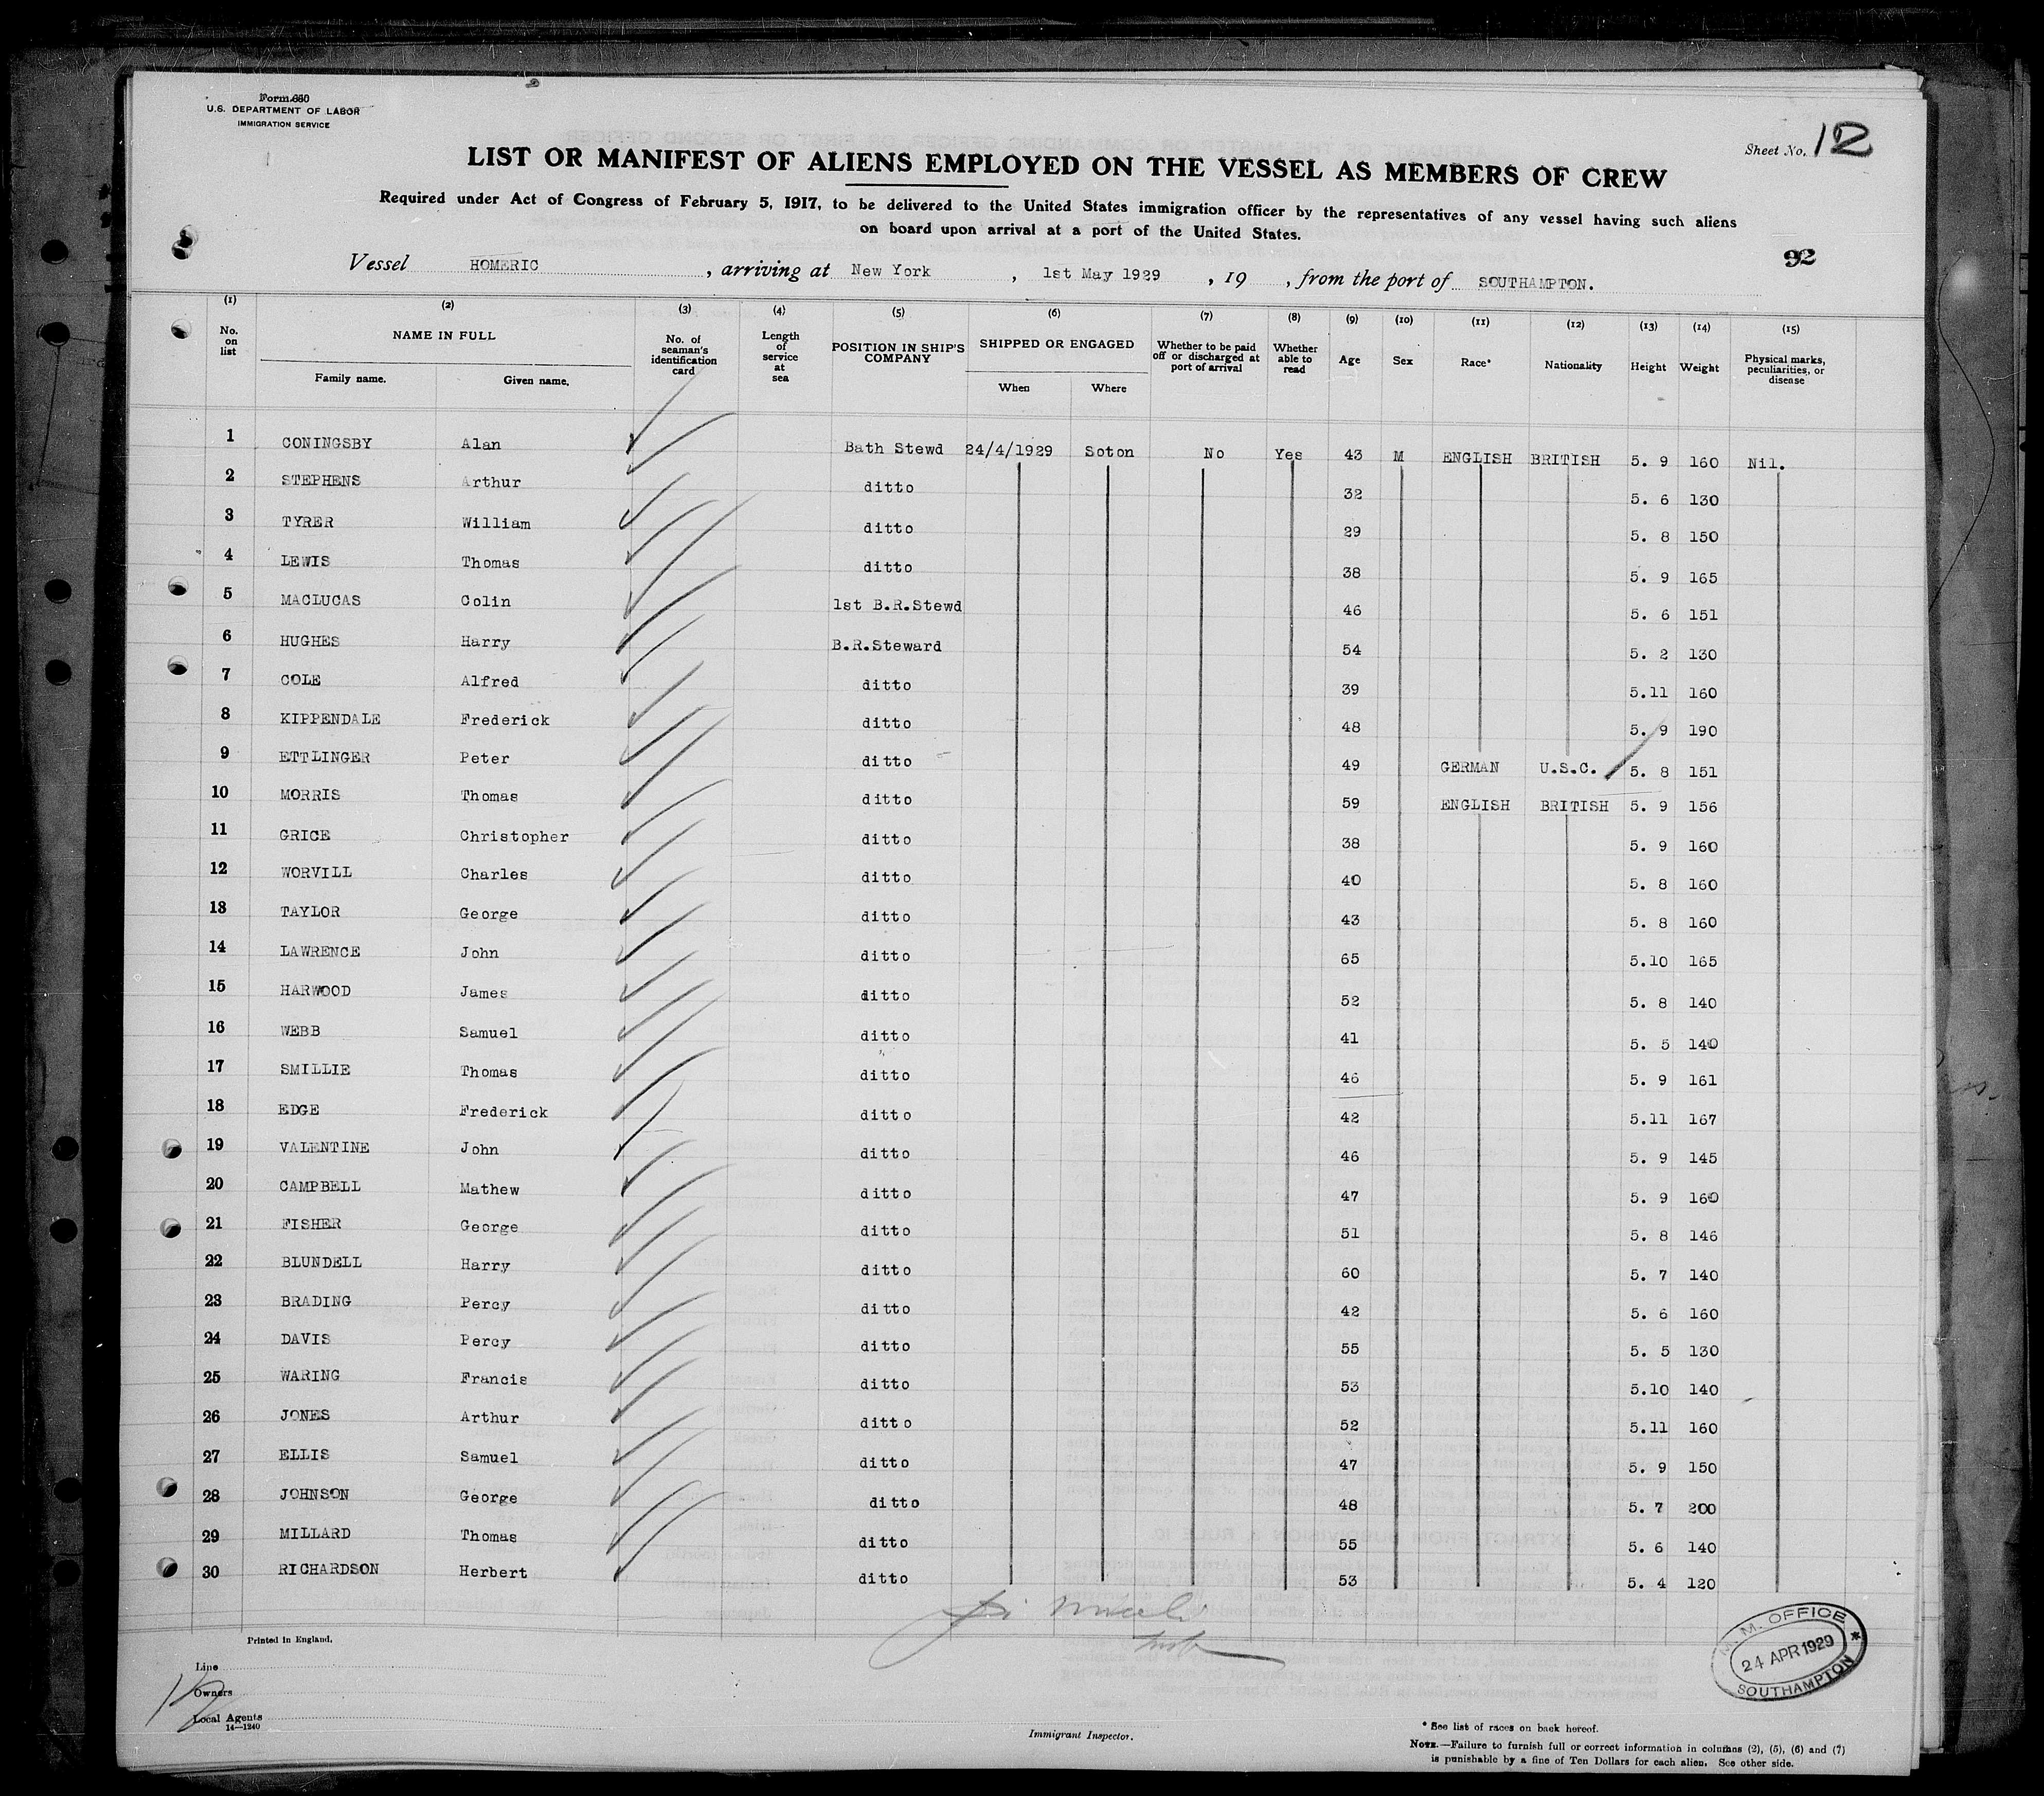 Form 680
U.S. DEPARTMENT OF LABOR
IMMIGRATION SERVICE
Sheet No. 12
LIST OR MANIFEST OF ALIENS EMPLOYED ON THE VESSEL AS MEMBERS OF CREW
Required under Act of Congress of February 5, 1917, to be delivered to the United States immigration officer by the representatives of any vessel having such aliens
on board upon arrival at a port of the United States.
92
Vessel HOMERIC, arriving at New York, 1st May 1929, 19 , from the port of SOUTHAMPTON.
(1) (2) (3) (4) (5) (6) (7) (8) (9) (10) (11) (12) (13) (14) (15)
No. on list NAME IN FULL Family name. Given name. No. of seaman's identification card Length of service at sea POSITION IN SHIP'S COMPANY SHIPPED OR ENGAGED When Where Whether to be paid off or discharged at port of arrival Whether able to read Age Sex Race* Nationality Height Weight Physical marks, peculiarities, or disease
1 CONINGSBY Alan Bath Stewd 24/4/1929 Soton No Yes 43 M ENGLISH BRITISH 5. 9 160 Nil.
2 STEPHENS Arthur ditto 32 5. 6 130
3 TYRER William ditto 29 5. 8 150
4 LEWIS Thomas ditto 38 5. 9 165
5 MACLUCAS Colin 1st B.R.Stewd 46 5. 6 151
6 HUGHES Harry B.R.Steward 54 5. 2 130
7 COLE Alfred ditto 39 5.11 160
8 KIPPENDALE Frederick ditto 48 5. 9 190
9 ETTLINGER Peter ditto 49 GERMAN U.S.C. 5. 8 151
10 MORRIS Thomas ditto 59 ENGLISH BRITISH 5. 9 156
11 GRICE Christopher ditto 38 5. 9 160
12 WORVILL Charles ditto 40 5. 8 160
13 TAYLOR George ditto 43 5. 8 160
14 LAWRENCE John ditto 65 5.10 165
15 HARWOOD James ditto 52 5. 8 140
16 WEBB Samuel ditto 41 5. 5 140
17 SMILLIE Thomas ditto 46 5. 9 161
18 EDGE Frederick ditto 42 5.11 167
19 VALENTINE John ditto 46 5. 9 145
20 CAMPBELL Mathew ditto 47 5. 9 160
21 FISHER George ditto 51 5. 8 146
22 BLUNDELL Harry ditto 60 5. 7 140
23 BRADING Percy ditto 42 5. 6 160
24 DAVIS Percy ditto 55 5. 5 130
25 WARING Francis ditto 53 5.10 140
26 JONES Arthur ditto 52 5.11 160
27 ELLIS Samuel ditto 47 5. 9 150
28 JOHNSON George ditto 48 5. 7 200
29 MILLARD Thomas ditto 55 5. 6 140
30 RICHARDSON Herbert ditto 53 5. 4 120
Printed in England.
Line
Owners
Local Agents
14—1240
Immigrant Inspector.
M. M. OFFICE
24 APR 1929
SOUTHAMPTON *
* See list of races on back hereof.
NOTE.—Failure to furnish full or correct information in columns (2), (5), (6) and (7)
is punishable by a fine of Ten Dollars for each alien. See other side.